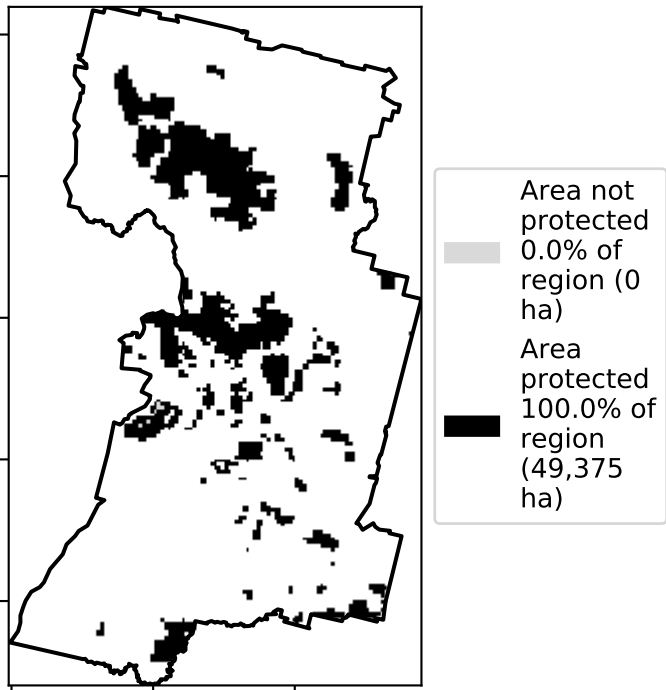 Area not
protected
0.0% of
region (0
ha)
Area
protected
100.0% of
region
(49,375
ha)